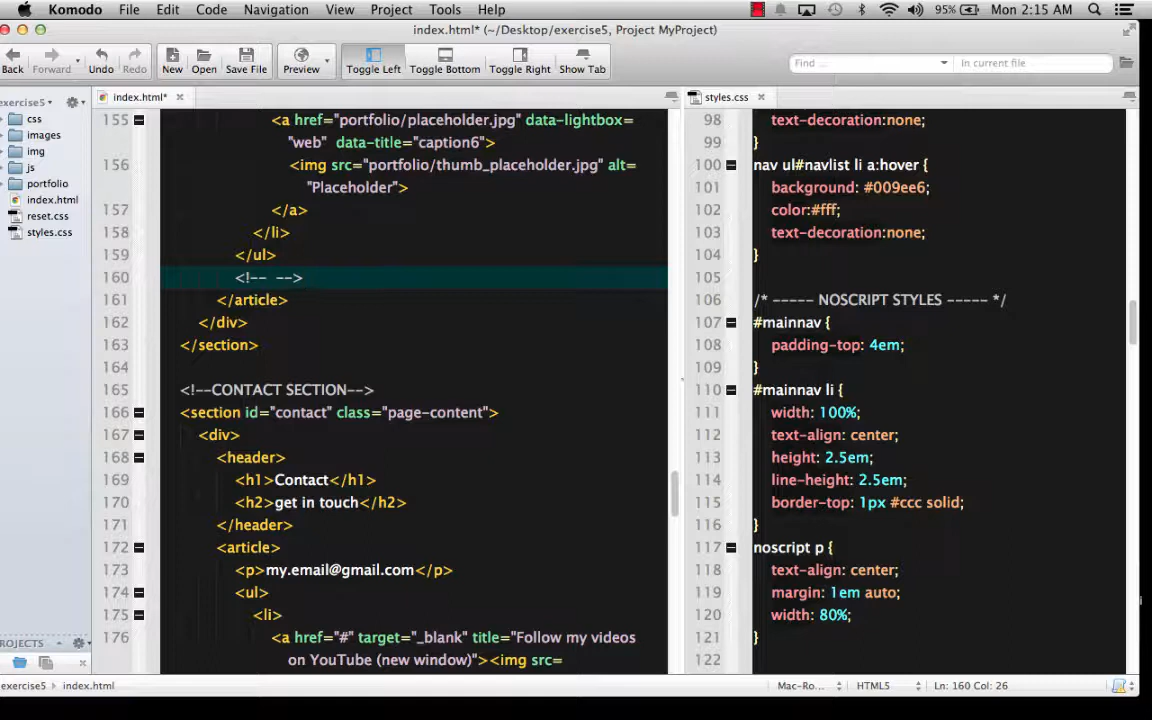 Komodo File Edit Code Navigation View Project Tools Help 95% Mon 2:15 AM
index.html* (~/Desktop/exercise5, Project MyProject)
Back Forward Undo Redo New Open Save File Preview Toggle Left Toggle Bottom Toggle Right Show Tab Find ... in current file
exercise5
css
images
img
js
portfolio
index.html
reset.css
styles.css
PROJECTS
index.html*
155 <a href="portfolio/placeholder.jpg" data-lightbox=
"web" data-title="caption6">
156 <img src="portfolio/thumb_placeholder.jpg" alt=
"Placeholder">
157 </a>
158 </li>
159 </ul>
160 <!-- -->
161 </article>
162 </div>
163 </section>
164
165 <!--CONTACT SECTION-->
166 <section id="contact" class="page-content">
167 <div>
168 <header>
169 <h1>Contact</h1>
170 <h2>get in touch</h2>
171 </header>
172 <article>
173 <p>my.email@gmail.com</p>
174 <ul>
175 <li>
176 <a href="#" target="_blank" title="Follow my videos
on YouTube (new window)"><img src=
styles.css
98 text-decoration:none;
99 }
100 nav ul#navlist li a:hover {
101 background: #009ee6;
102 color:#fff;
103 text-decoration:none;
104 }
105
106 /* ----- NOSCRIPT STYLES ----- */
107 #mainnav {
108 padding-top: 4em;
109 }
110 #mainnav li {
111 width: 100%;
112 text-align: center;
113 height: 2.5em;
114 line-height: 2.5em;
115 border-top: 1px #ccc solid;
116 }
117 noscript p {
118 text-align: center;
119 margin: 1em auto;
120 width: 80%;
121 }
122
exercise5 index.html Mac-Ro... HTML5 Ln: 160 Col: 26